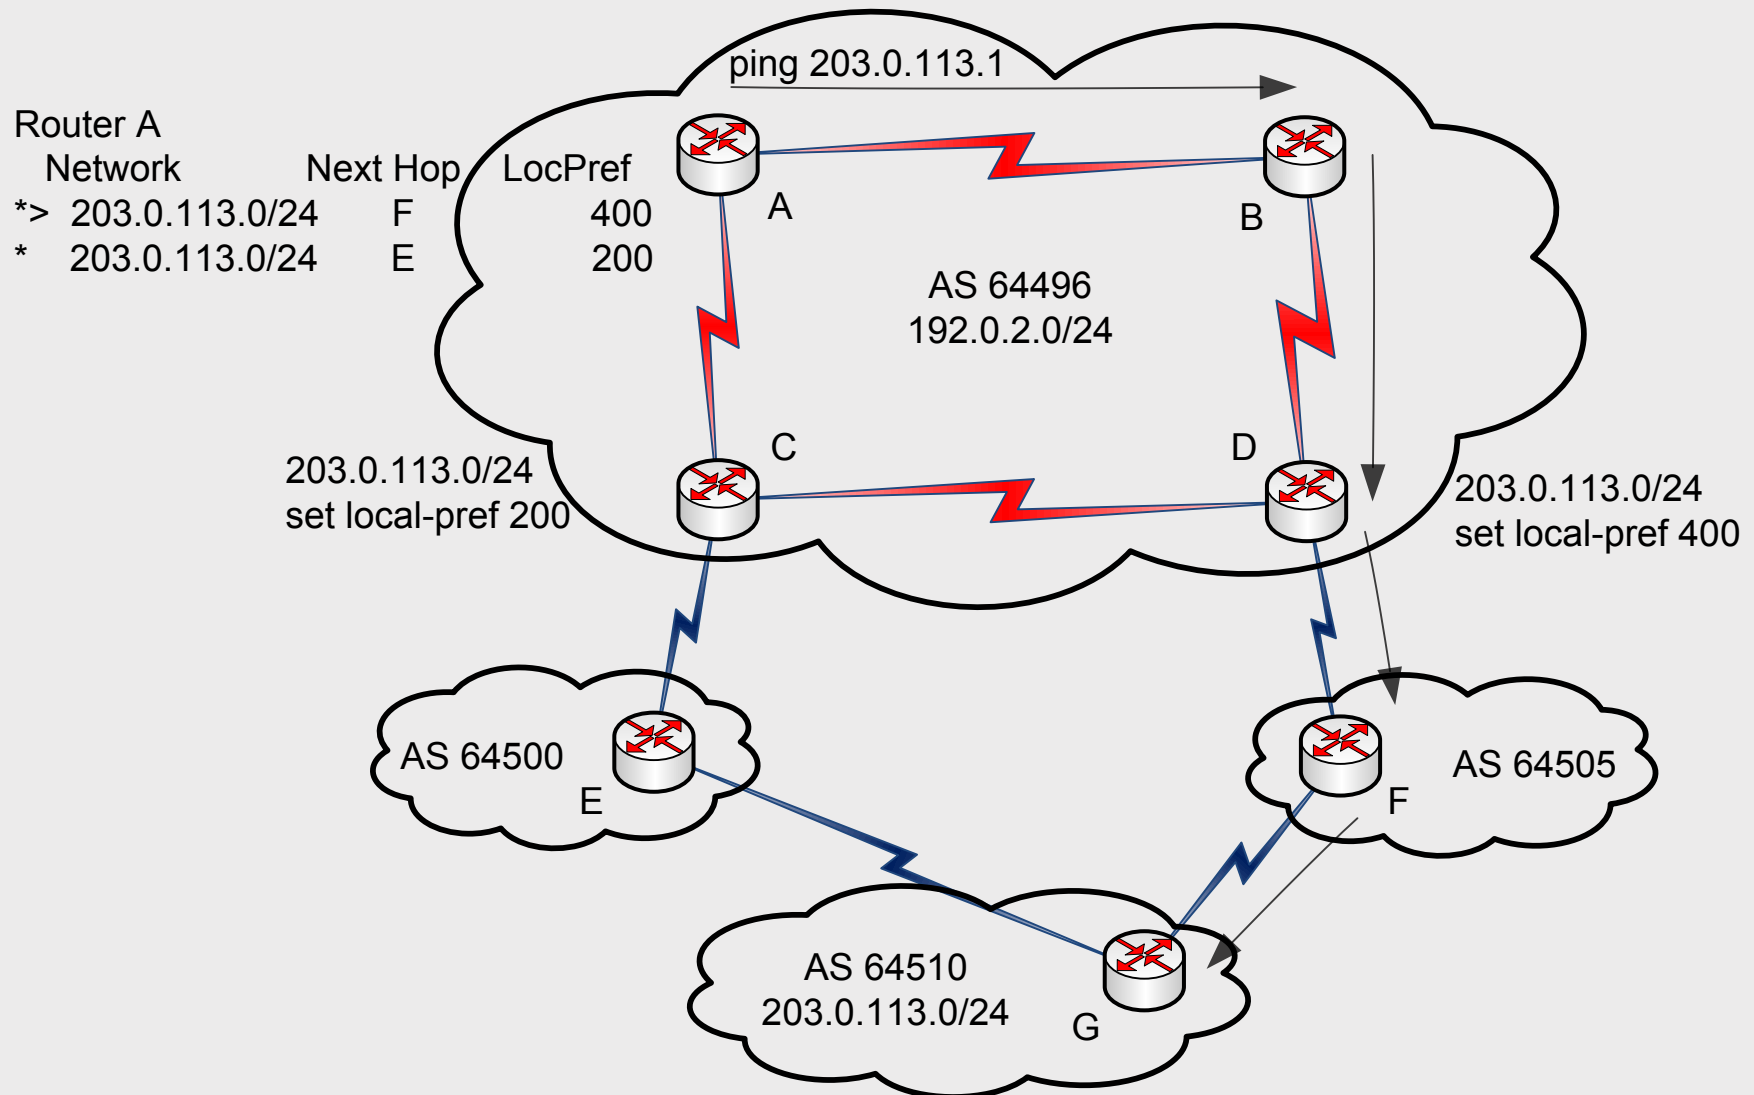 ping 203.0.113.1
Router A
Network Next Hop LocPref
*> 203.0.113.0/24 F 400
* 203.0.113.0/24 E 200
A
B
AS 64496
192.0.2.0/24
C
D
203.0.113.0/24
set local-pref 200
203.0.113.0/24
set local-pref 400
AS 64500
E
AS 64505
F
AS 64510
203.0.113.0/24
G